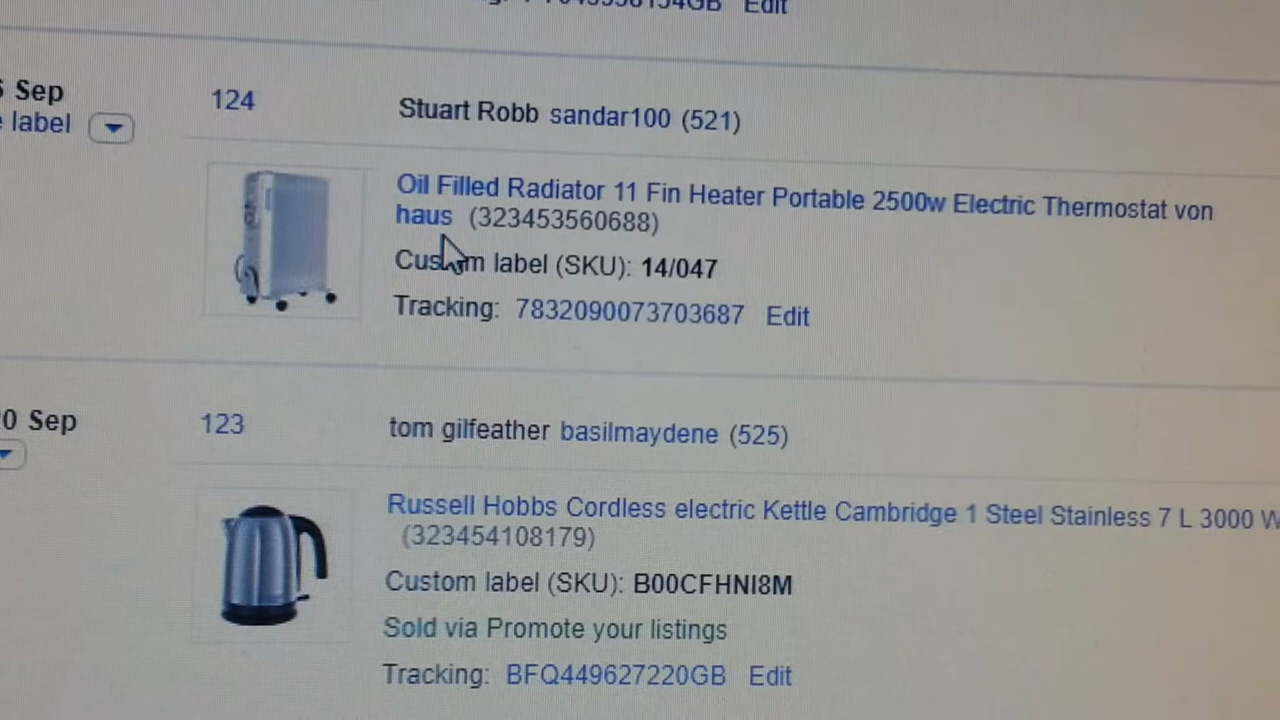 Edit
Sep
124
Stuart Robb sandar100 (521)
label
Oil Filled Radiator 11 Fin Heater Portable 2500w Electric Thermostat von
haus (323453560688)
Custom label (SKU): 14/047
Tracking: 7832090073703687 Edit
0 Sep
123
tom gilfeather basilmaydene (525)
Russell Hobbs Cordless electric Kettle Cambridge 1 Steel Stainless 7 L 3000 W
(323454108179)
Custom label (SKU): B00CFHNI8M
Sold via Promote your listings
Tracking: BFQ449627220GB Edit